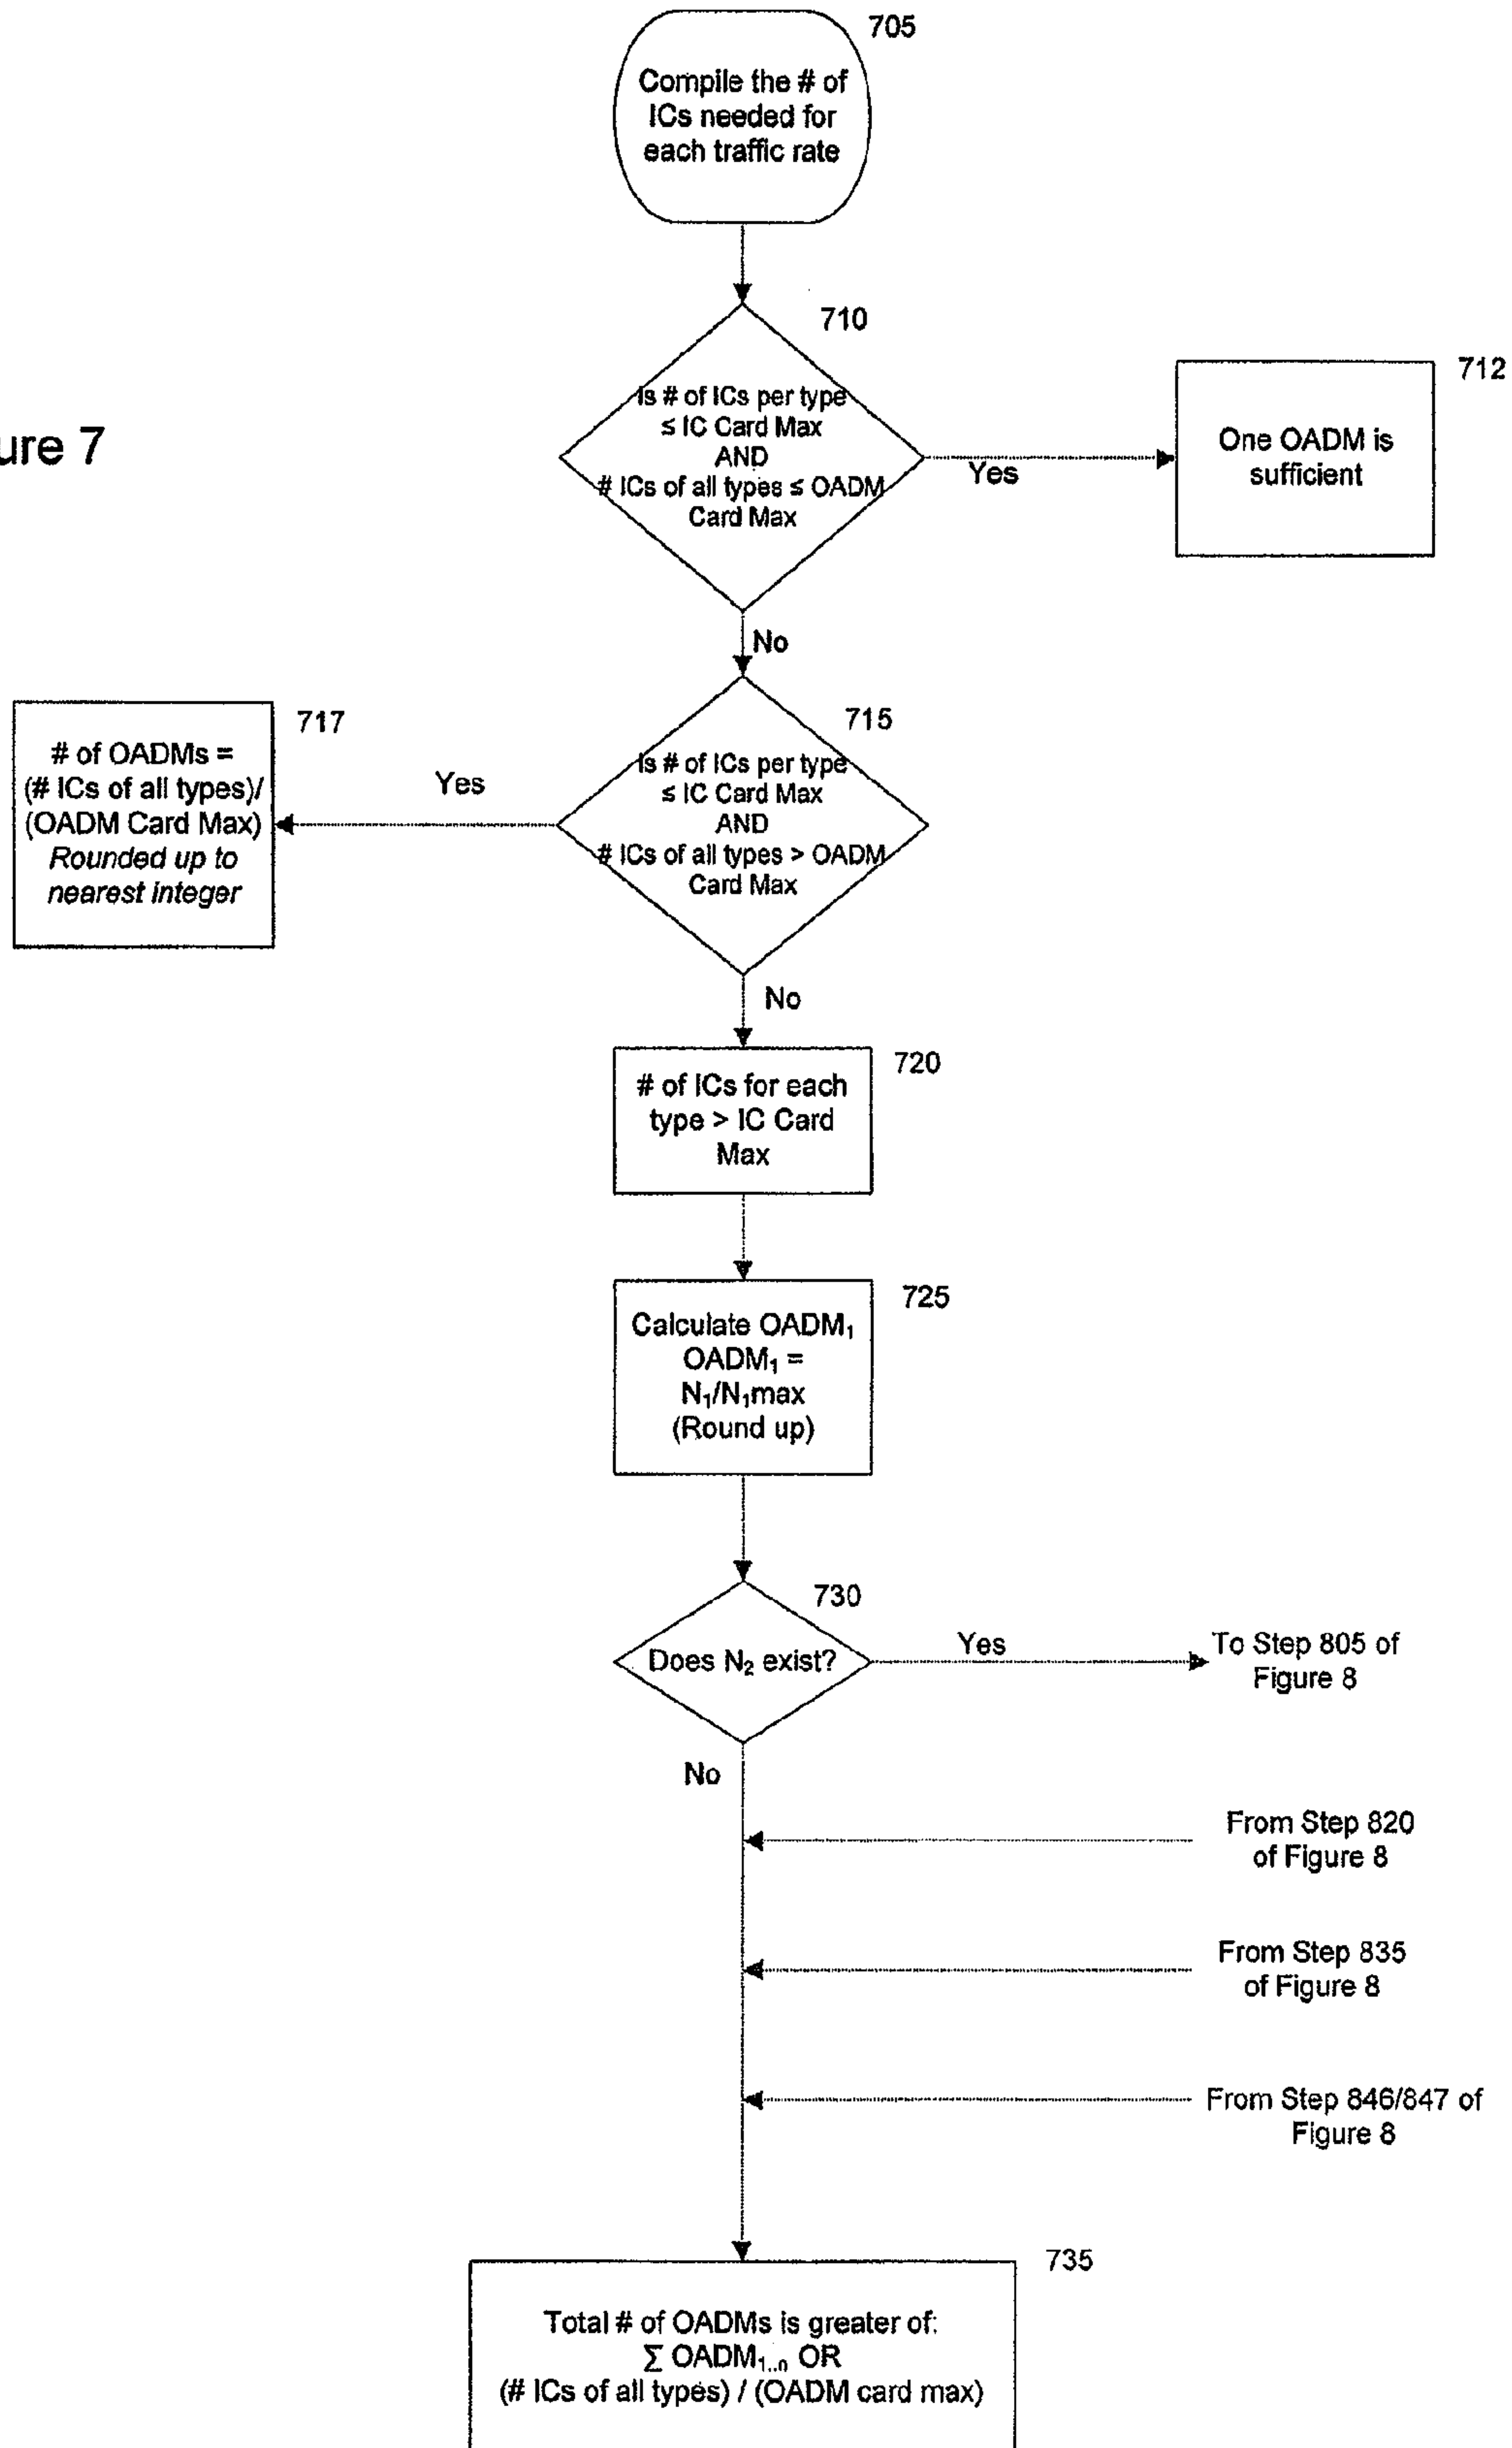 705
Compile the # of
ICs needed for
each traffic rate
710
Is # of ICs per type
≤ IC Card Max
AND
# ICs of all types ≤ OADM
Card Max
Yes
712
One OADM is
sufficient
ure 7
No
715
Is # of ICs per type
≤ IC Card Max
AND
# ICs of all types > OADM
Card Max
Yes
717
# of OADMs =
(# ICs of all types)/
(OADM Card Max)
Rounded up to
nearest integer
No
720
# of ICs for each
type > IC Card
Max
725
Calculate OADM₁
OADM₁ =
N₁/N₁max
(Round up)
730
Does N₂ exist?
Yes
To Step 805 of
Figure 8
No
From Step 820
of Figure 8
From Step 835
of Figure 8
From Step 846/847 of
Figure 8
735
Total # of OADMs is greater of:
∑ OADM₁..ₙ OR
(# ICs of all types) / (OADM card max)